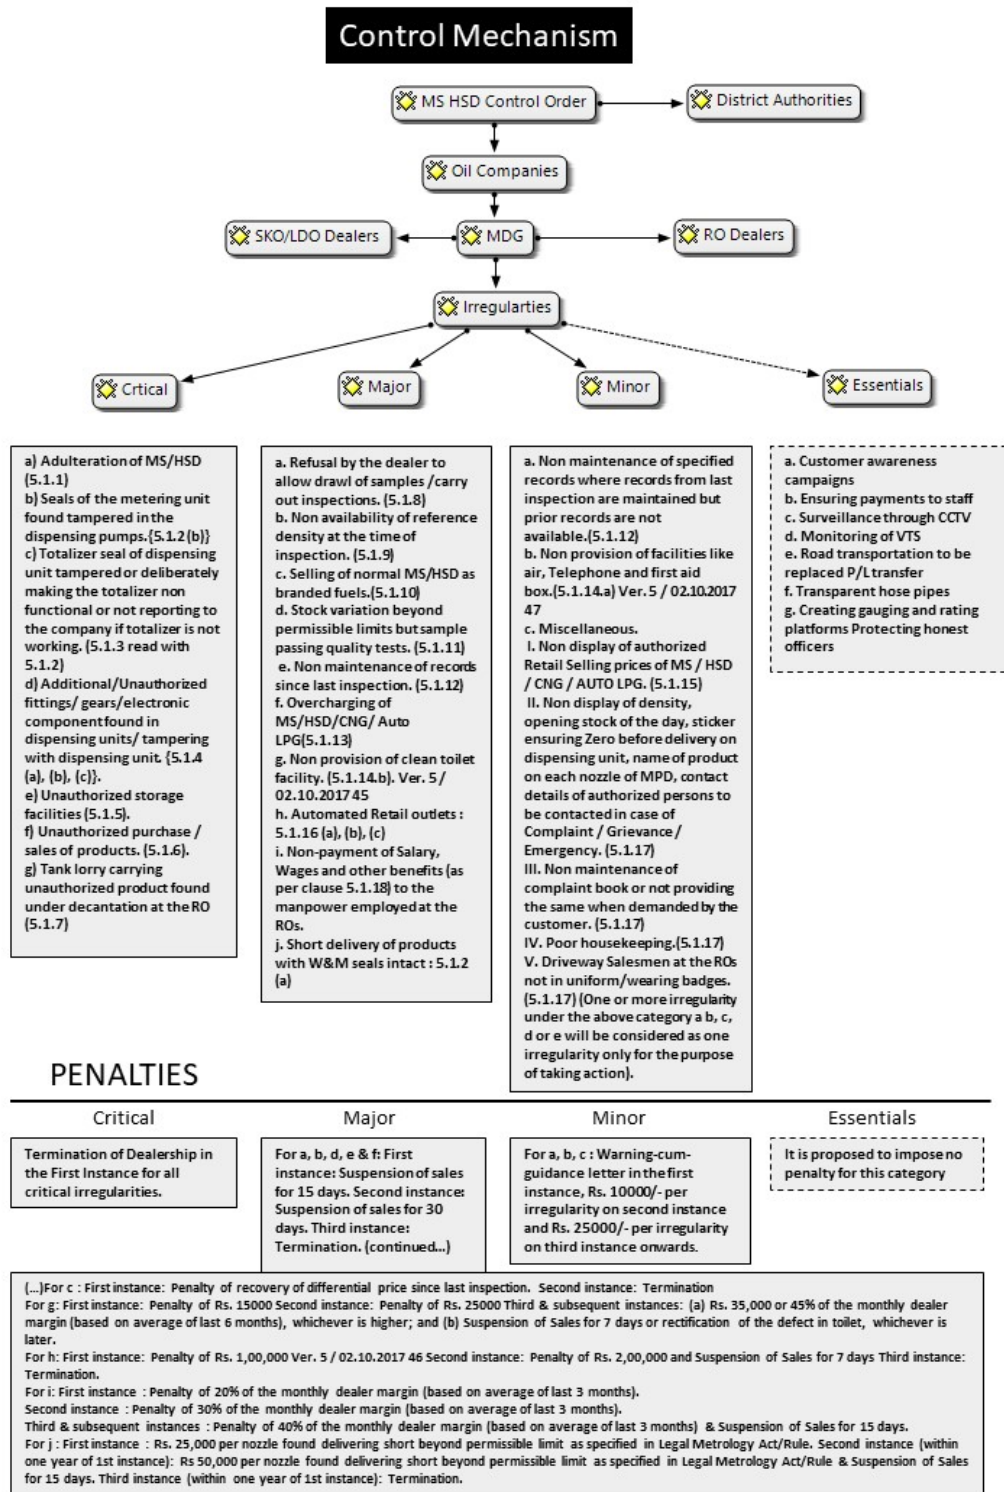 Control Mechanism
MS HSD Control Order
District Authorities
Oil Companies
SKO/LDO Dealers
MDG
RO Dealers
Irregularties
Crtical
Major
Minor
Essentials
a) Adulteration of MS/HSD
(5.1.1)
b) Seals of the metering unit
found tampered in the
dispensing pumps.{5.1.2 (b)}
c) Totalizer seal of dispensing
unit tampered or deliberately
making the totalizer non
functional or not reporting to
the company if totalizer is not
working. (5.1.3 read with
5.1.2)
d) Additional/Unauthorized
fittings/ gears/electronic
component found in
dispensing units/ tampering
with dispensing unit. {5.1.4
(a), (b), (c)}.
e) Unauthorized storage
facilities (5.1.5).
f) Unauthorized purchase /
sales of products. (5.1.6).
g) Tank lorry carrying
unauthorized product found
under decantation at the RO
(5.1.7)
a. Refusal by the dealer to
allow drawl of samples /carry
out inspections. (5.1.8)
b. Non availability of reference
density at the time of
inspection. (5.1.9)
c. Selling of normal MS/HSD as
branded fuels.(5.1.10)
d. Stock variation beyond
permissible limits but sample
passing quality tests. (5.1.11)
e. Non maintenance of records
since last inspection. (5.1.12)
f. Overcharging of
MS/HSD/CNG/ Auto
LPG(5.1.13)
g. Non provision of clean toilet
facility. (5.1.14.b). Ver. 5 /
02.10.2017 45
h. Automated Retail outlets :
5.1.16 (a), (b), (c)
i. Non-payment of Salary,
Wages and other benefits (as
per clause 5.1.18) to the
manpower employed at the
ROs.
j. Short delivery of products
with W&M seals intact : 5.1.2
(a)
a. Non maintenance of specified
records where records from last
inspection are maintained but
prior records are not
available.(5.1.12)
b. Non provision of facilities like
air, Telephone and first aid
box.(5.1.14.a) Ver. 5 / 02.10.2017
47
c. Miscellaneous.
I. Non display of authorized
Retail Selling prices of MS / HSD
/ CNG / AUTO LPG. (5.1.15)
II. Non display of density,
opening stock of the day, sticker
ensuring Zero before delivery on
dispensing unit, name of product
on each nozzle of MPD, contact
details of authorized persons to
be contacted in case of
Complaint / Grievance /
Emergency. (5.1.17)
III. Non maintenance of
complaint book or not providing
the same when demanded by the
customer. (5.1.17)
IV. Poor housekeeping.(5.1.17)
V. Driveway Salesmen at the ROs
not in uniform/wearing badges.
(5.1.17) (One or more irregularity
under the above category a b, c,
d or e will be considered as one
irregularity only for the purpose
of taking action).
a. Customer awareness
campaigns
b. Ensuring payments to staff
c. Surveillance through CCTV
d. Monitoring of VTS
e. Road transportation to be
replaced P/L transfer
f. Transparent hose pipes
g. Creating gauging and rating
platforms Protecting honest
officers
PENALTIES
Critical
Major
Minor
Essentials
Termination of Dealership in
the First Instance for all
critical irregularities.
For a, b, d, e & f: First
instance: Suspension of sales
for 15 days. Second instance:
Suspension of sales for 30
days. Third instance:
Termination. (continued...)
For a, b, c : Warning-cum-
guidance letter in the first
instance, Rs. 10000/- per
irregularity on second instance
and Rs. 25000/- per irregularity
on third instance onwards.
It is proposed to impose no
penalty for this category
(...)For c : First instance: Penalty of recovery of differential price since last inspection. Second instance: Termination
For g: First instance: Penalty of Rs. 15000 Second instance: Penalty of Rs. 25000 Third & subsequent instances: (a) Rs. 35,000 or 45% of the monthly dealer
margin (based on average of last 6 months), whichever is higher; and (b) Suspension of Sales for 7 days or rectification of the defect in toilet, whichever is
later.
For h: First instance: Penalty of Rs. 1,00,000 Ver. 5 / 02.10.2017 46 Second instance: Penalty of Rs. 2,00,000 and Suspension of Sales for 7 days Third instance:
Termination.
For i: First instance : Penalty of 20% of the monthly dealer margin (based on average of last 3 months).
Second instance : Penalty of 30% of the monthly dealer margin (based on average of last 3 months).
Third & subsequent instances : Penalty of 40% of the monthly dealer margin (based on average of last 3 months) & Suspension of Sales for 15 days.
For j : First instance : Rs. 25,000 per nozzle found delivering short beyond permissible limit as specified in Legal Metrology Act/Rule. Second instance (within
one year of 1st instance): Rs 50,000 per nozzle found delivering short beyond permissible limit as specified in Legal Metrology Act/Rule & Suspension of Sales
for 15 days. Third instance (within one year of 1st instance): Termination.